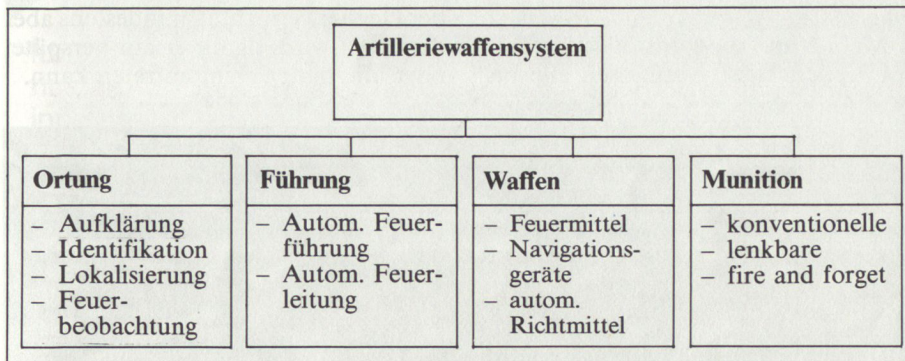 Artilleriewaffensystem
Ortung
– Aufklärung
– Identifikation
– Lokalisierung
– Feuer-
beobachtung
Führung
– Autom. Feuer-
führung
– Autom. Feuer-
leitung
Waffen
– Feuermittel
– Navigations-
geräte
– autom.
Richtmittel
Munition
– konventionelle
– lenkbare
– fire and forget